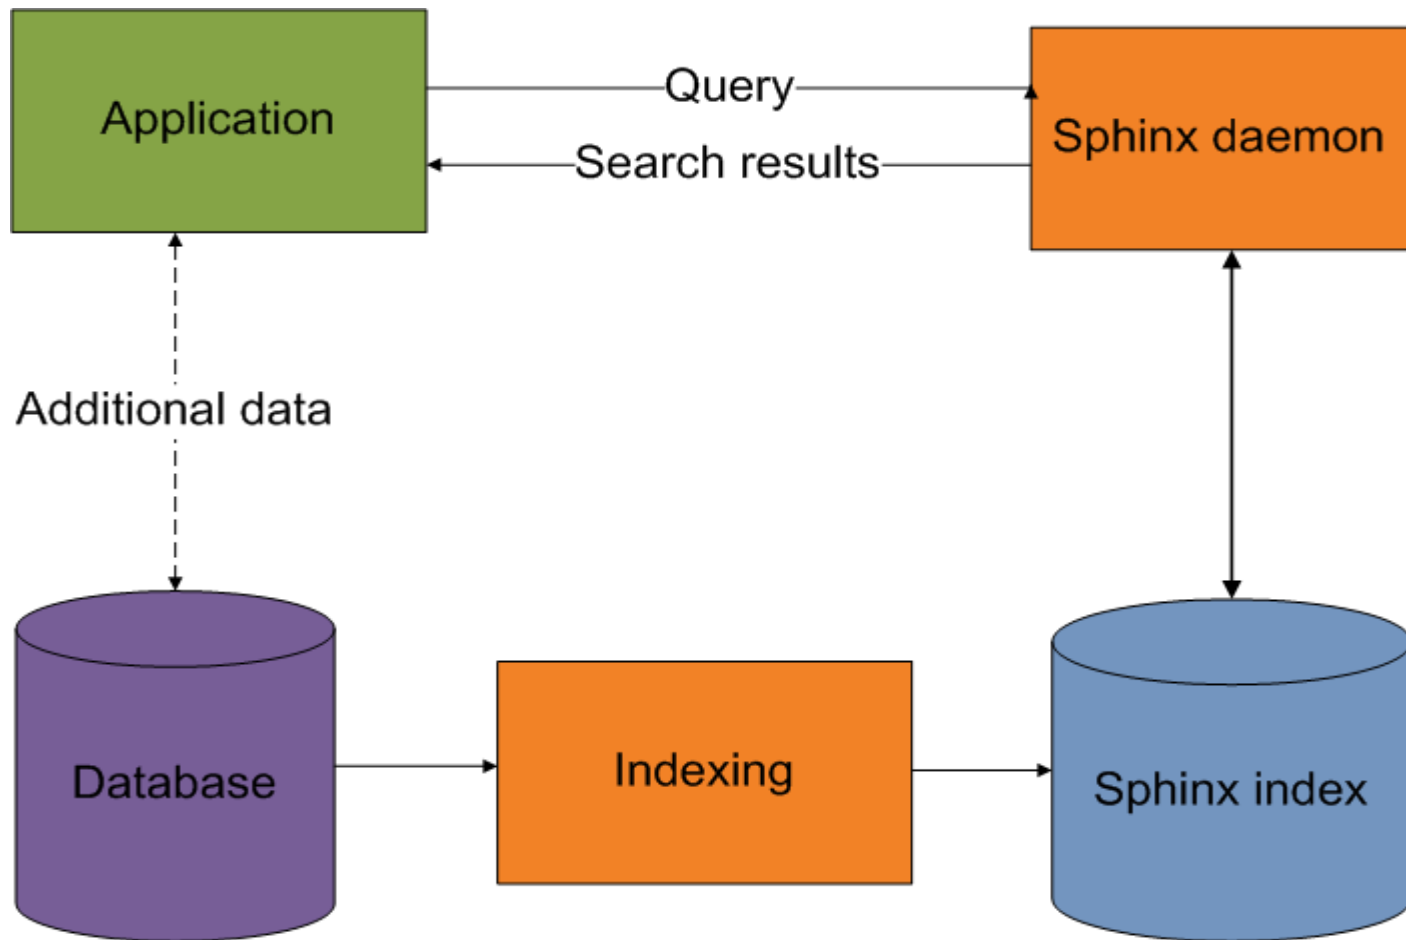 Application
Query
Sphinx daemon
Search results
Additional data
Database
Indexing
Sphinx index